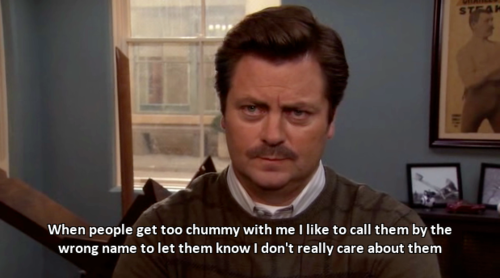 STEAK
When people get too chummy with me I like to call them by the
wrong name to let them know I don't really care about them